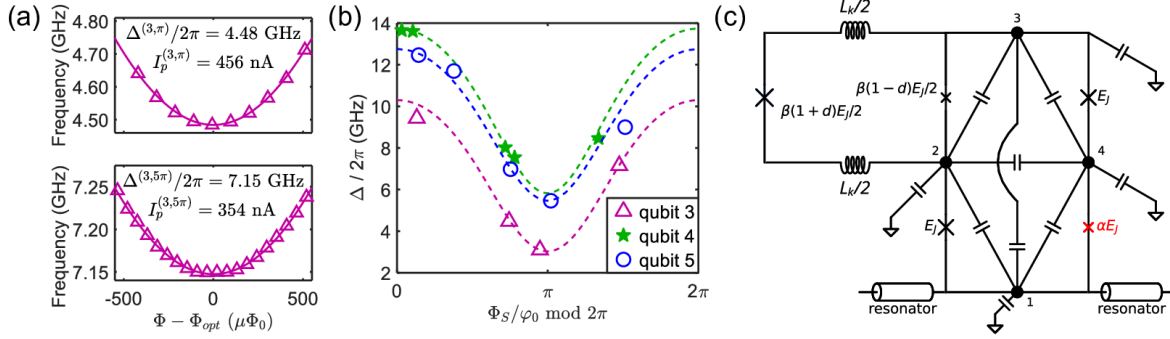 (a)
Frequency (GHz)
4.80
4.70
4.60
4.50
Δ^(3,π)/2π = 4.48 GHz
I_p^(3,π) = 456 nA
Frequency (GHz)
7.25
7.20
7.15
Δ^(3,5π)/2π = 7.15 GHz
I_p^(3,5π) = 354 nA
-500
0
500
Φ − Φ_opt (μΦ₀)
(b)
Δ / 2π (GHz)
14
12
10
8
6
4
2
qubit 3
qubit 4
qubit 5
0
π
2π
Φ_S/φ₀ mod 2π
(c)
L_k/2
3
β(1−d)E_J/2
β(1+d)E_J/2
E_J
2
4
L_k/2
E_J
αE_J
1
resonator
resonator